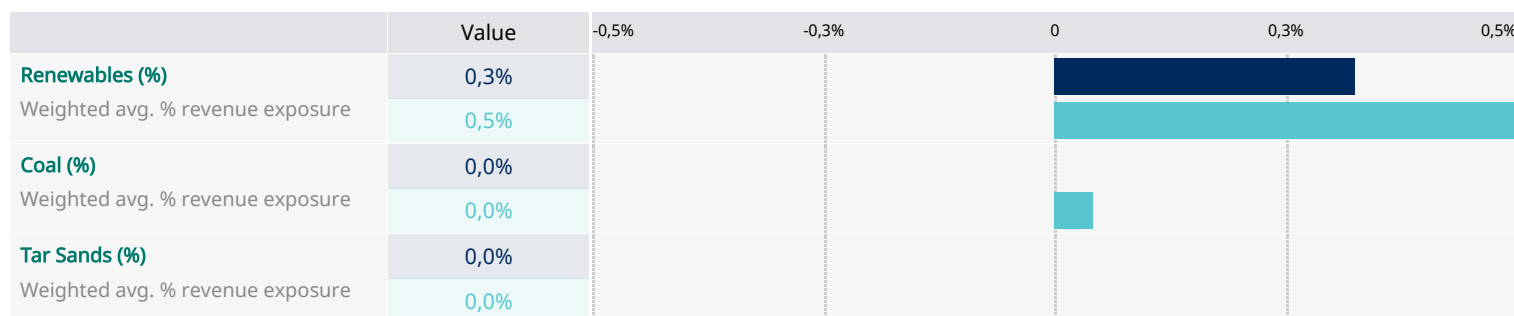 Value -0,5% -0,3% 0 0,3% 0,5%
Renewables (%)
Weighted avg. % revenue exposure
0,3%
0,5%
Coal (%)
Weighted avg. % revenue exposure
0,0%
0,0%
Tar Sands (%)
Weighted avg. % revenue exposure
0,0%
0,0%